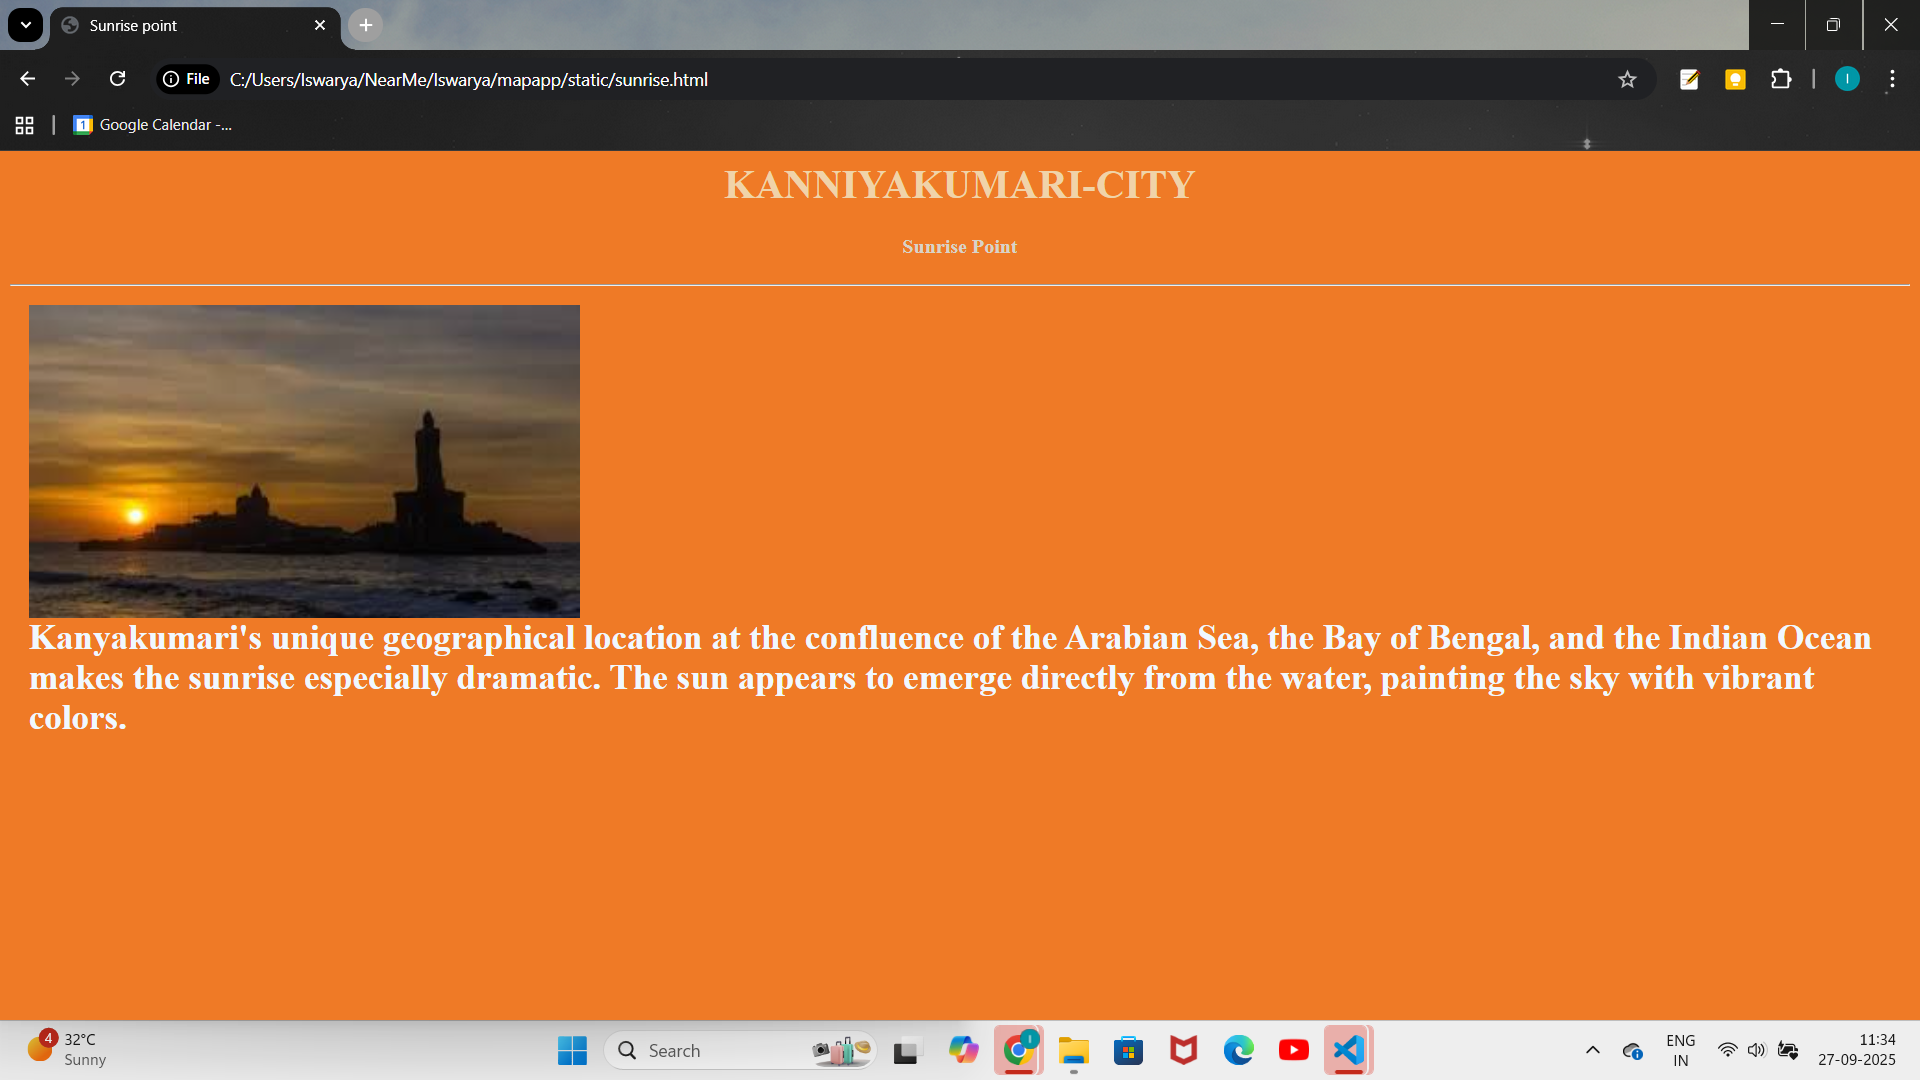 Sunrise point
File
C:/Users/Iswarya/NearMe/Iswarya/mapapp/static/sunrise.html
I
1
Google Calendar -...
KANNIYAKUMARI-CITY
Sunrise Point
Kanyakumari's unique geographical location at the confluence of the Arabian Sea, the Bay of Bengal, and the Indian Ocean
makes the sunrise especially dramatic. The sun appears to emerge directly from the water, painting the sky with vibrant
colors.
4
32°C
Sunny
Search
I
ENG
IN
11:34
27-09-2025